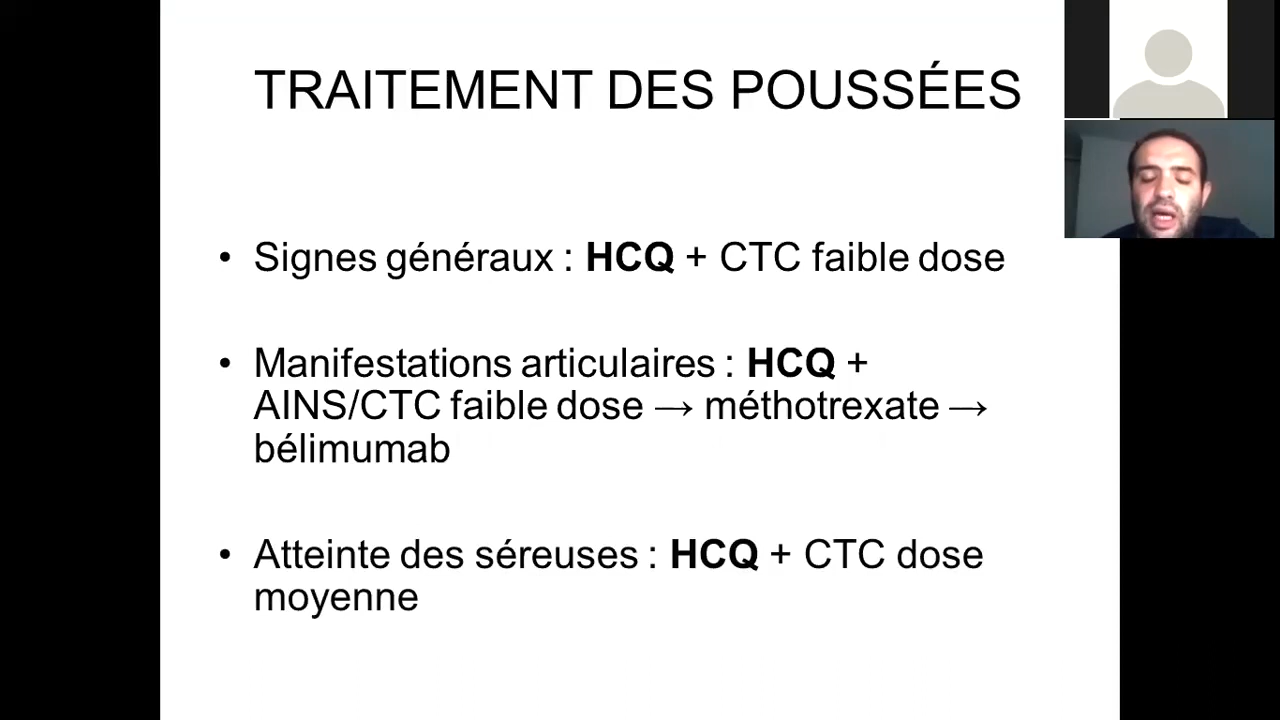 TRAITEMENT DES POUSSÉES
• Signes généraux : HCQ + CTC faible dose
• Manifestations articulaires : HCQ +
AINS/CTC faible dose → méthotrexate →
bélimumab
• Atteinte des séreuses : HCQ + CTC dose
moyenne